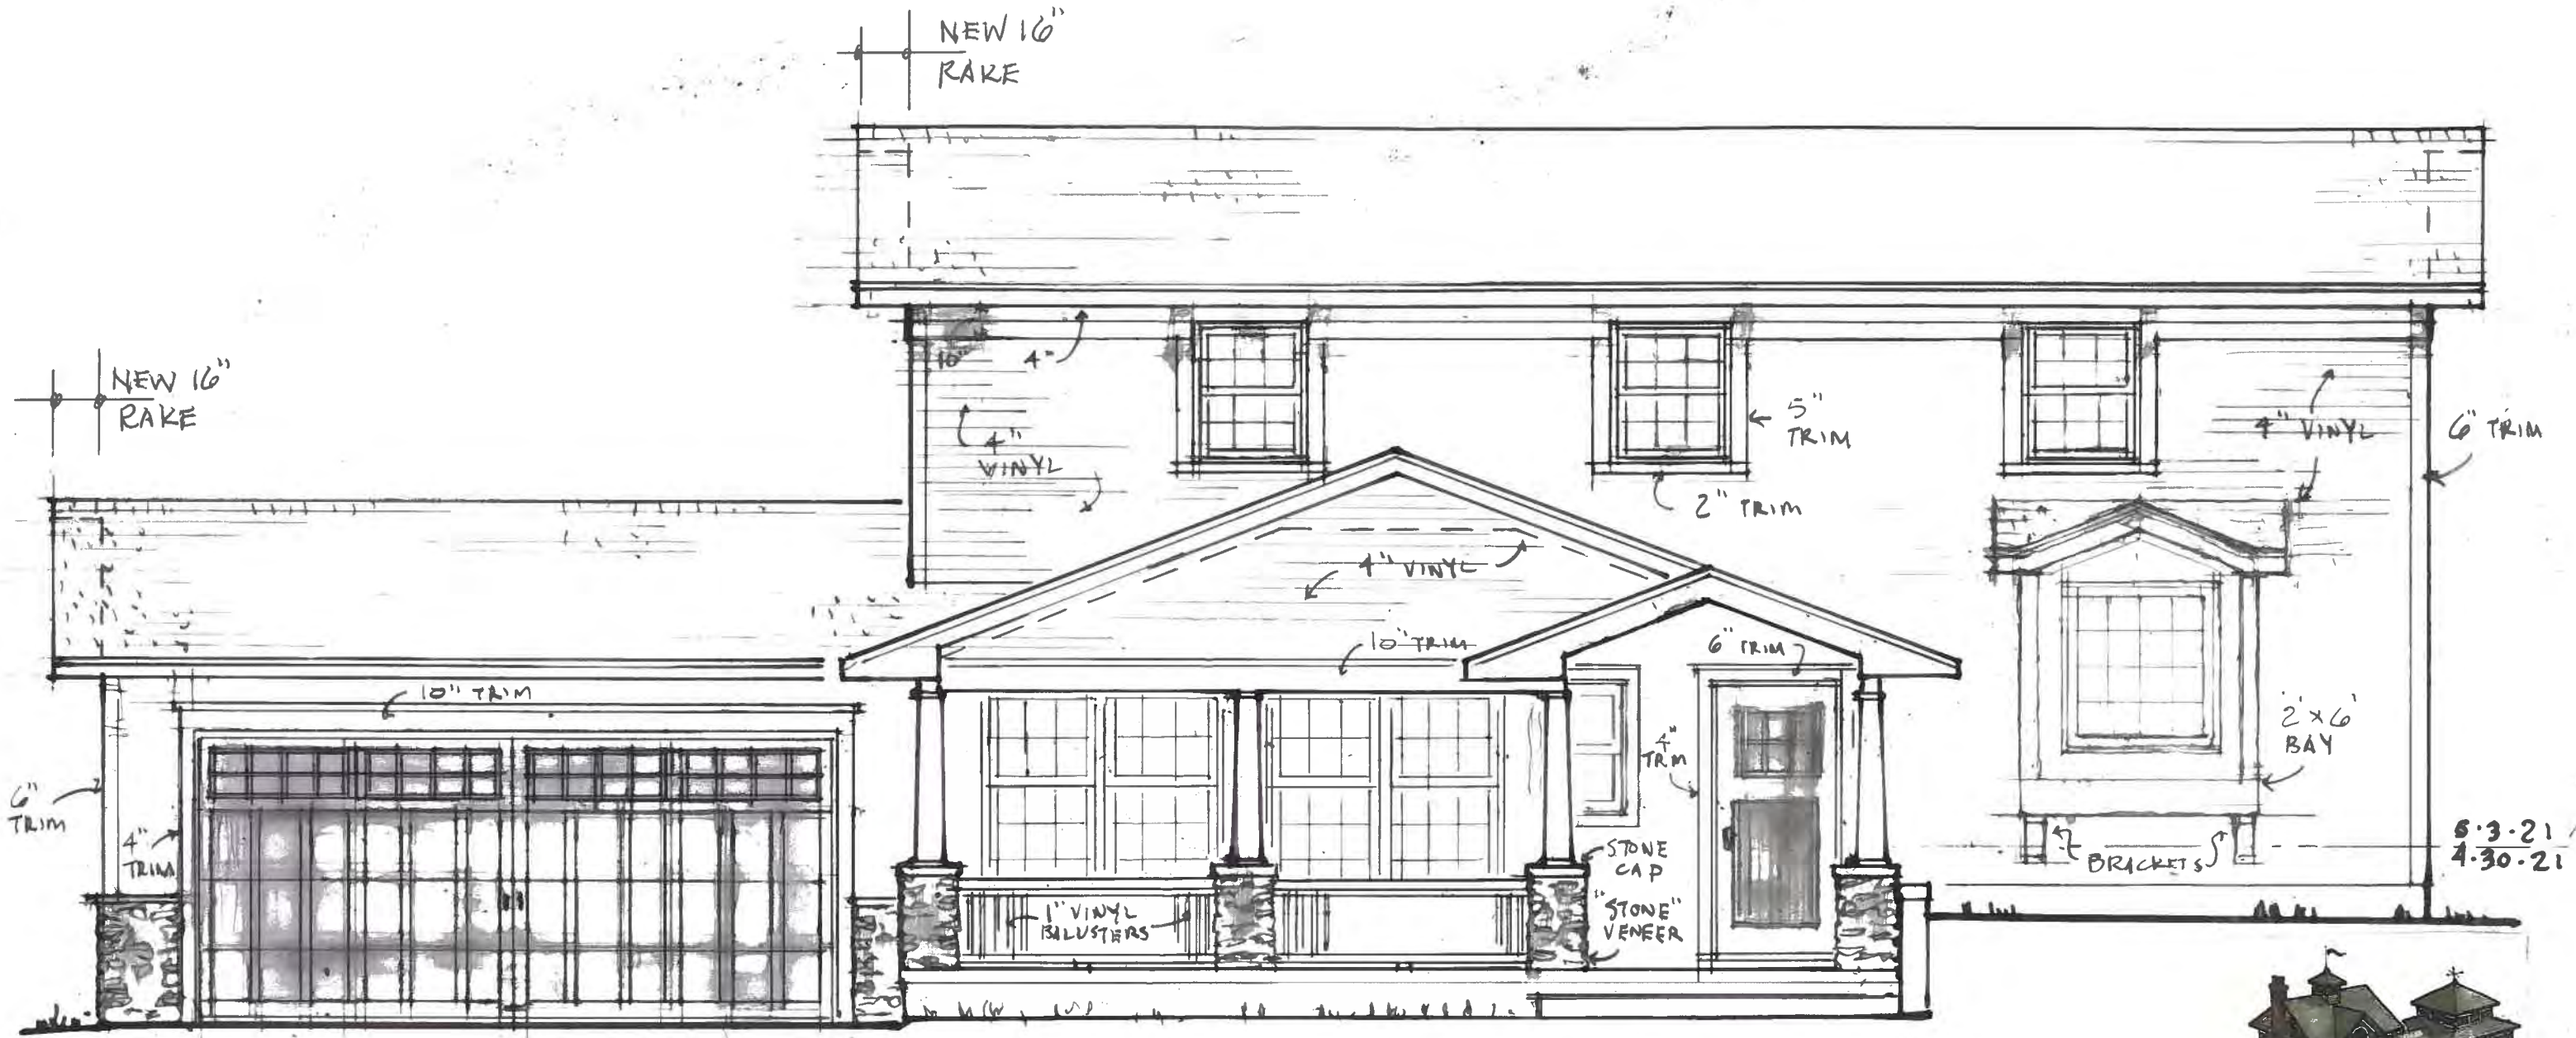 NEW 16"
RAKE
NEW 16"
RAKE
10"
4"
4"
VINYL
5"
TRIM
2" TRIM
4" VINYL
6" TRIM
4" VINYL
10" TRIM
6" TRIM
10" TRIM
6"
TRIM
4"
TRIM
4"
TRM
2'x6'
BAY
STONE
CAP
"STONE"
VENEER
1" VINYL
BALUSTERS
BRACKETS
5·3·21
4·30·21